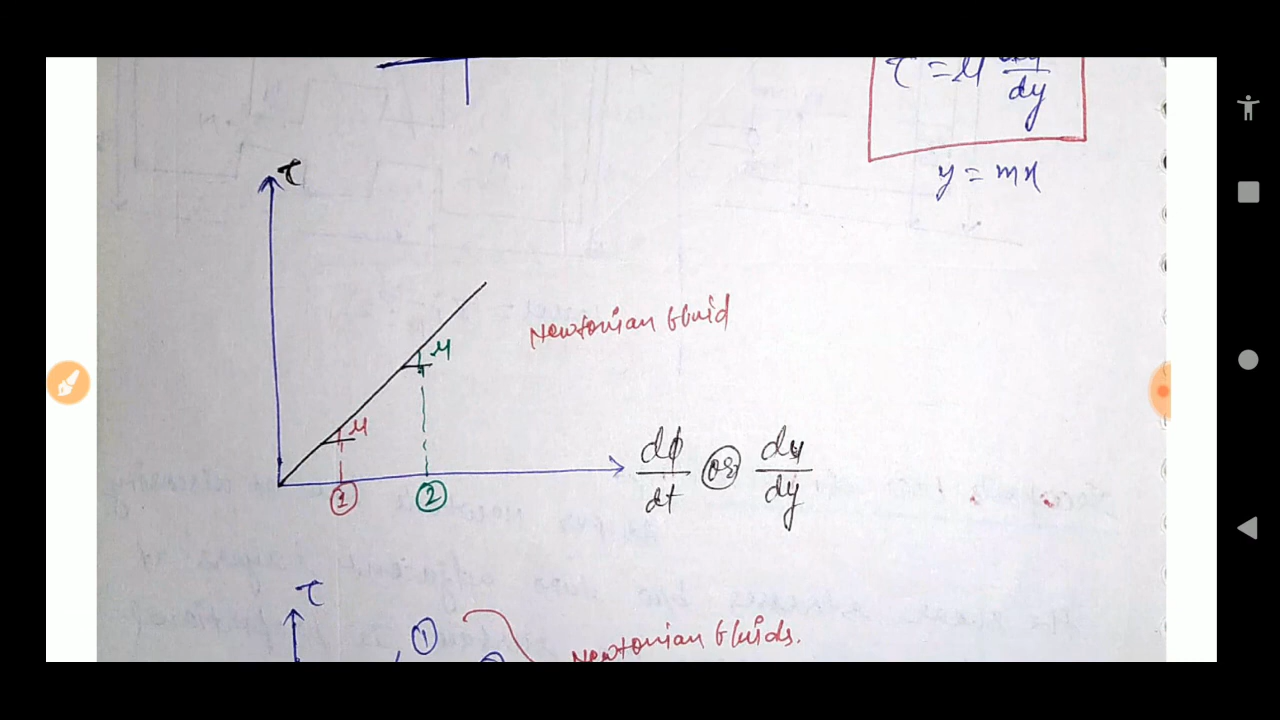 τ = μ du/dy
y = mx
τ
Newtonian fluid
μ
μ
dϕ/dt or du/dy
1 2
τ
1
Newtonian fluids.